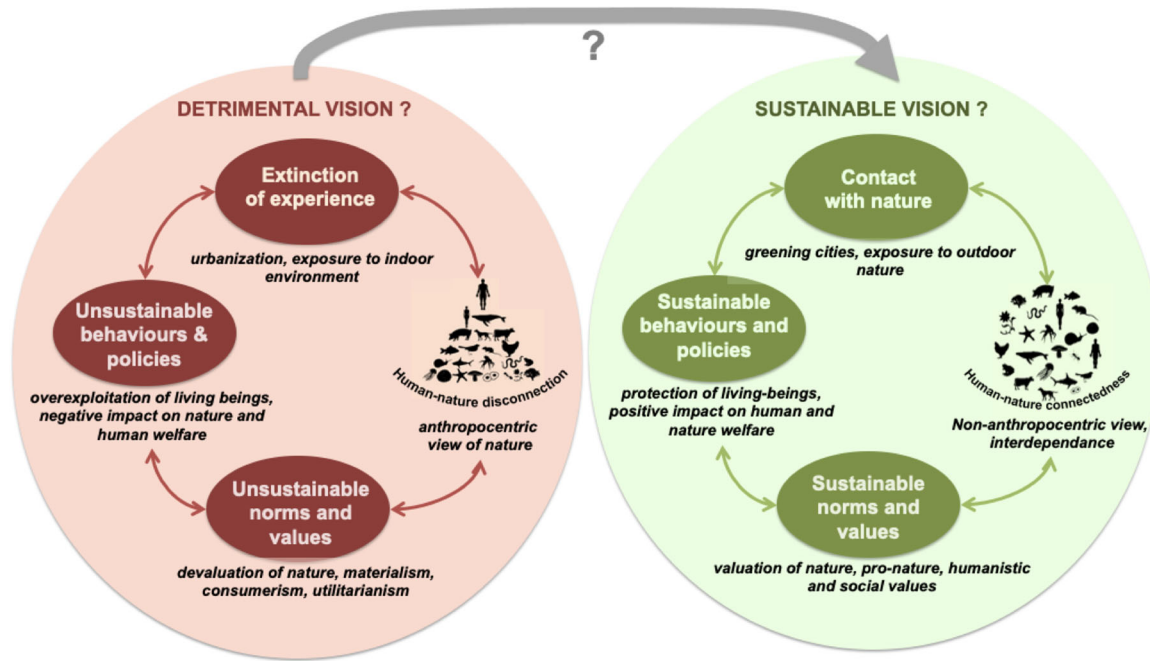 ?
DETRIMENTAL VISION ?
Extinction
of experience
urbanization, exposure to indoor
environment
Unsustainable
behaviours &
policies
overexploitation of living beings,
negative impact on nature and
human welfare
Human-nature disconnection
anthropocentric
view of nature
Unsustainable
norms and
values
devaluation of nature, materialism,
consumerism, utilitarianism
SUSTAINABLE VISION ?
Contact
with nature
greening cities, exposure to outdoor
nature
Sustainable
behaviours and
policies
protection of living-beings,
positive impact on human and
nature welfare
Human-nature connectedness
Non-anthropocentric view,
interdependance
Sustainable
norms and
values
valuation of nature, pro-nature, humanistic
and social values